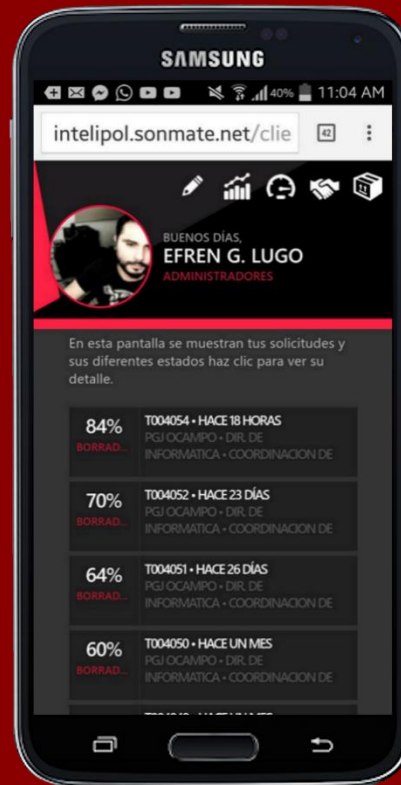 SAMSUNG
40% 11:04 AM
intelipol.sonmate.net/clie
42
BUENOS DÍAS,
EFREN G. LUGO
ADMINISTRADORES
En esta pantalla se muestran tus solicitudes y
sus diferentes estados haz clic para ver su
detalle.
84%
BORRAD...
T004054 • HACE 18 HORAS
PGJ OCAMPO • DIR. DE
INFORMATICA • COORDINACION DE
70%
BORRAD...
T004052 • HACE 23 DÍAS
PGJ OCAMPO • DIR. DE
INFORMATICA • COORDINACION DE
64%
BORRAD...
T004051 • HACE 26 DÍAS
PGJ OCAMPO • DIR. DE
INFORMATICA • COORDINACION DE
60%
BORRAD...
T004050 • HACE UN MES
PGJ OCAMPO • DIR. DE
INFORMATICA • COORDINACION DE